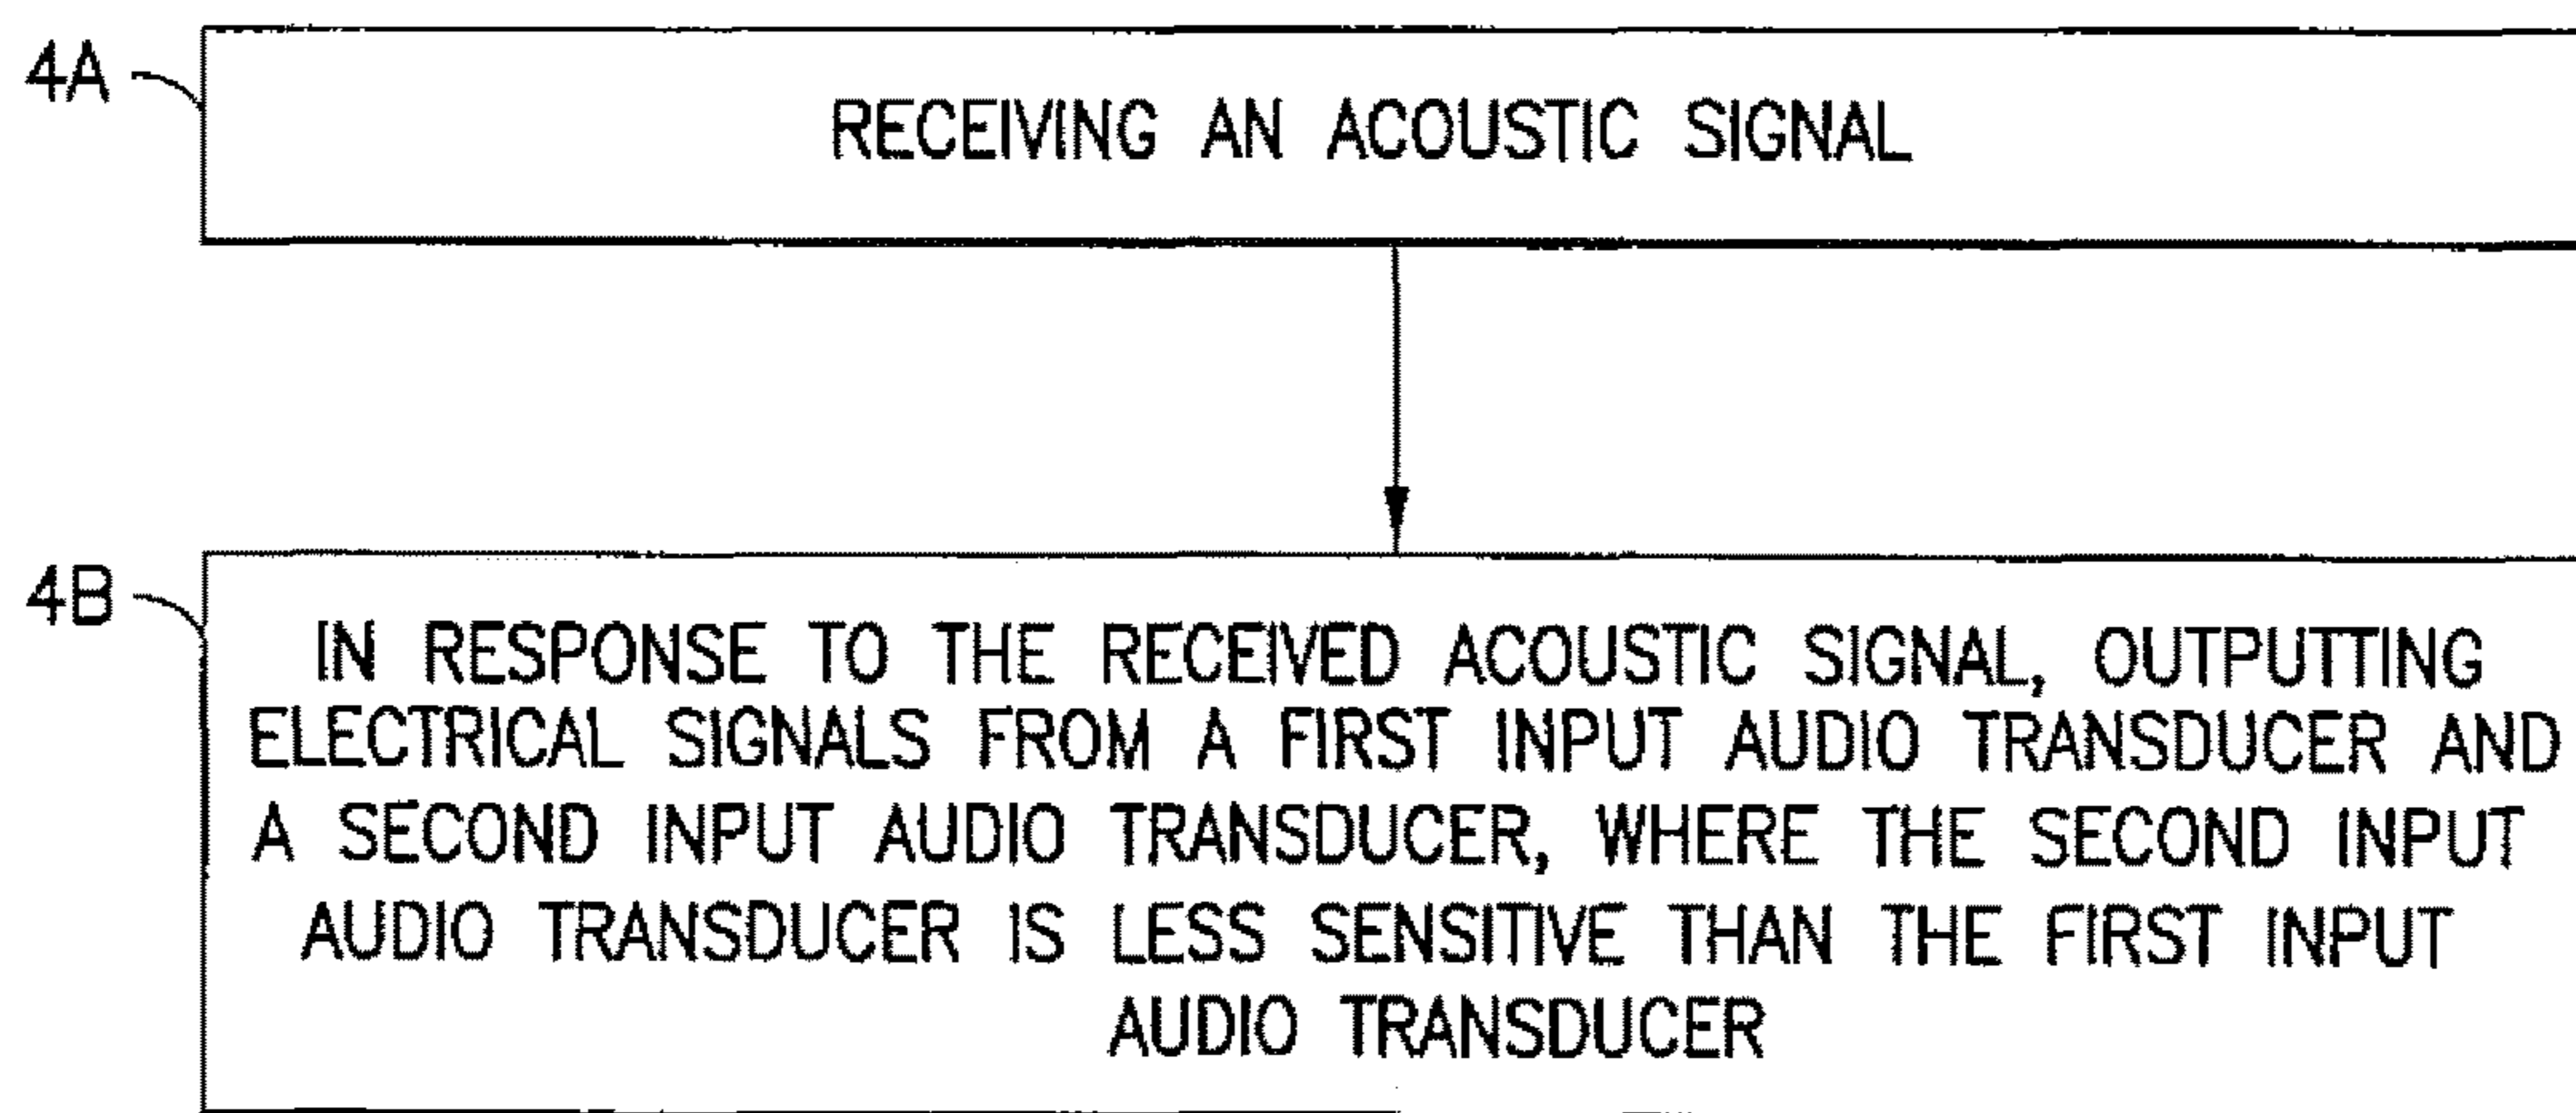 4A
RECEIVING AN ACOUSTIC SIGNAL
4B
IN RESPONSE TO THE RECEIVED ACOUSTIC SIGNAL, OUTPUTTING
ELECTRICAL SIGNALS FROM A FIRST INPUT AUDIO TRANSDUCER AND
A SECOND INPUT AUDIO TRANSDUCER, WHERE THE SECOND INPUT
AUDIO TRANSDUCER IS LESS SENSITIVE THAN THE FIRST INPUT
AUDIO TRANSDUCER